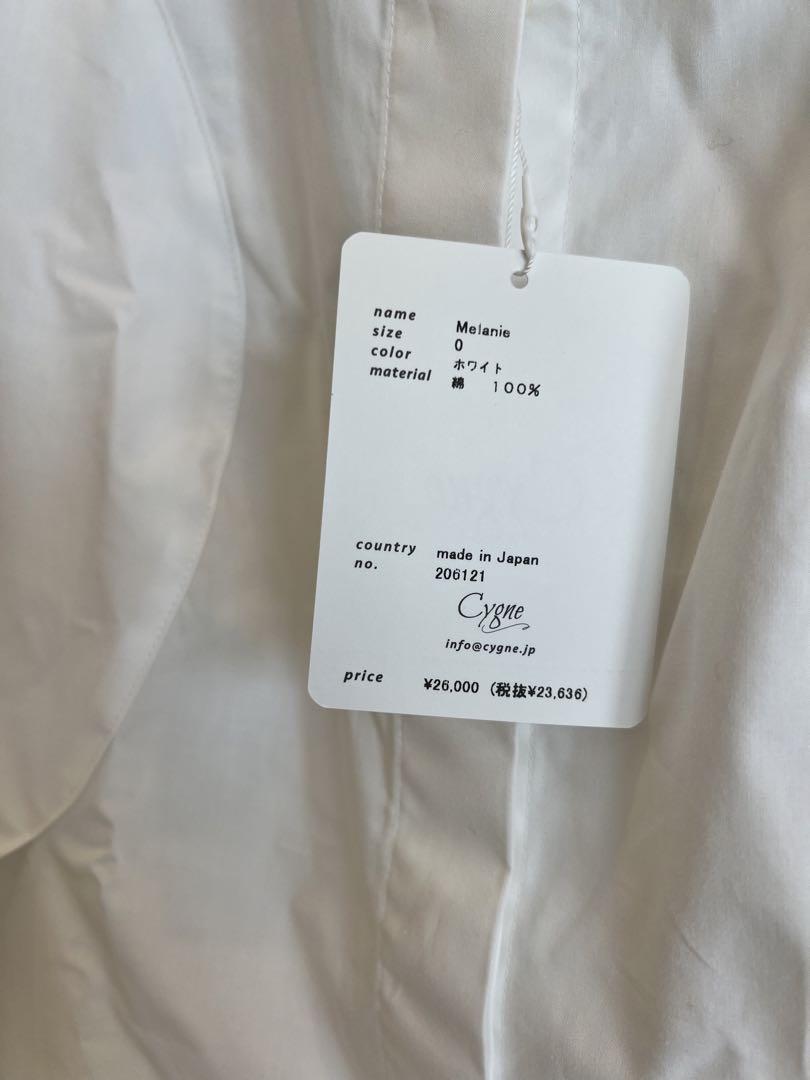 name Melanie
size 0
color ホワイト
material 綿 100%
country made in Japan
no. 206121
Cygne
info@cygne.jp
price ¥26,000 (税抜¥23,636)